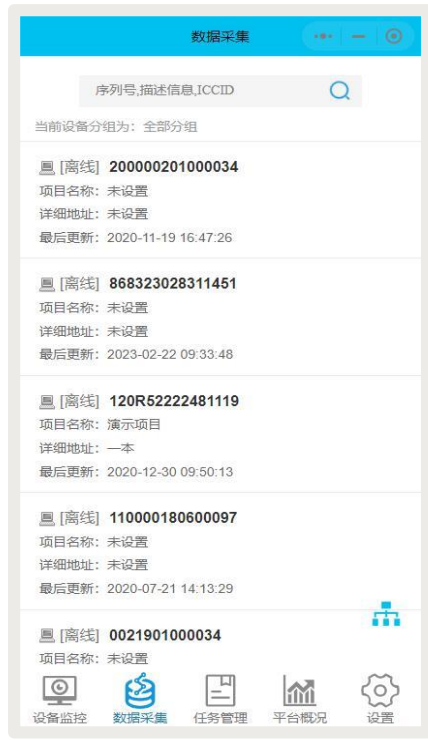 数据采集
序列号,描述信息,ICCID
当前设备分组为：全部分组
[离线] 200000201000034
项目名称：未设置
详细地址：未设置
最后更新：2020-11-19 16:47:26
[离线] 868323028311451
项目名称：未设置
详细地址：未设置
最后更新：2023-02-22 09:33:48
[离线] 120R52222481119
项目名称：演示项目
详细地址：一本
最后更新：2020-12-30 09:50:13
[离线] 110000180600097
项目名称：未设置
详细地址：未设置
最后更新：2020-07-21 14:13:29
[离线] 0021901000034
项目名称：未设置
设备监控 数据采集 任务管理 平台概况 设置